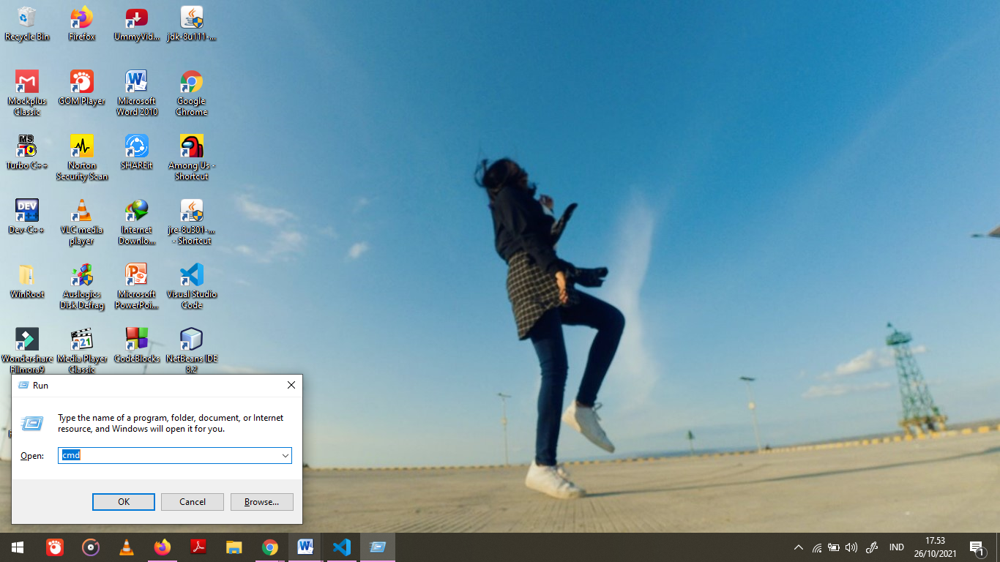 Recycle Bin
Firefox
UmmyVid...
jdk-8u111-...
Mockplus
Classic
GOM Player
Microsoft
Word 2010
Google
Chrome
MS
Turbo C++
Norton
Security Scan
SHAREit
Among Us -
Shortcut
DEV
Dev-C++
VLC media
player
Internet
Downlo...
jre-8u301-...
- Shortcut
WinRoot
Auslogics
Disk Defrag
Microsoft
PowerPoi...
Visual Studio
Code
321
Wondershare
Filmora9
Media Player
Classic
CodeBlocks
NetBeans IDE
8.2
Run
Type the name of a program, folder, document, or Internet
resource, and Windows will open it for you.
Open:
cmd
OK
Cancel
Browse...
IND
17.53
26/10/2021
1